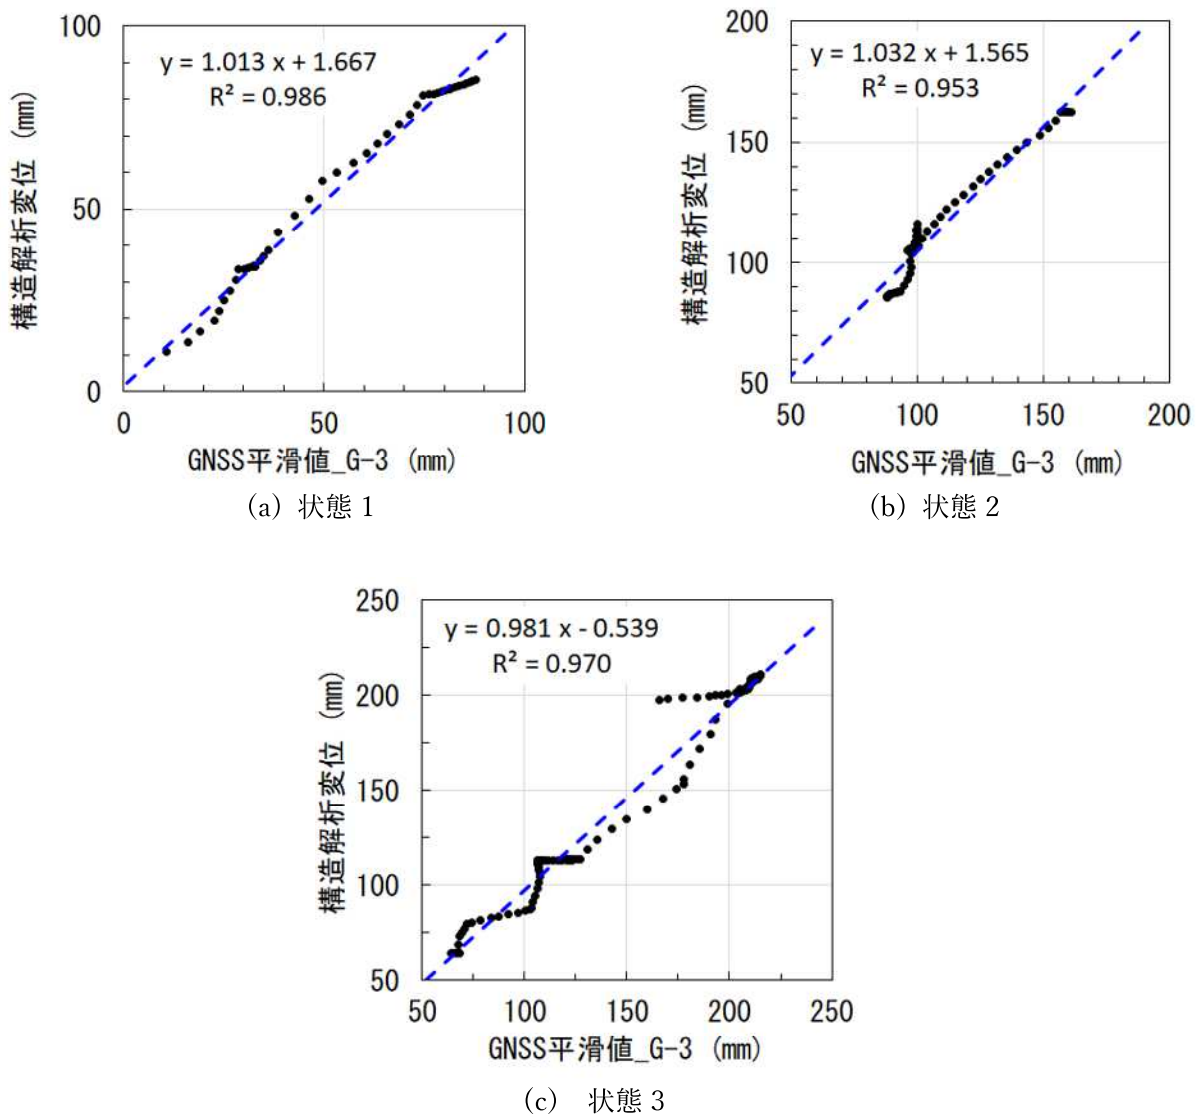 y = 1.013 x + 1.667
R² = 0.986
構造解析変位 (mm)
100
50
0
0 50 100
GNSS平滑値_G-3 (mm)
(a) 状態 1
y = 1.032 x + 1.565
R² = 0.953
構造解析変位 (mm)
200
150
100
50
50 100 150 200
GNSS平滑値_G-3 (mm)
(b) 状態 2
y = 0.981 x - 0.539
R² = 0.970
構造解析変位 (mm)
250
200
150
100
50
50 100 150 200 250
GNSS平滑値_G-3 (mm)
(c) 状態 3